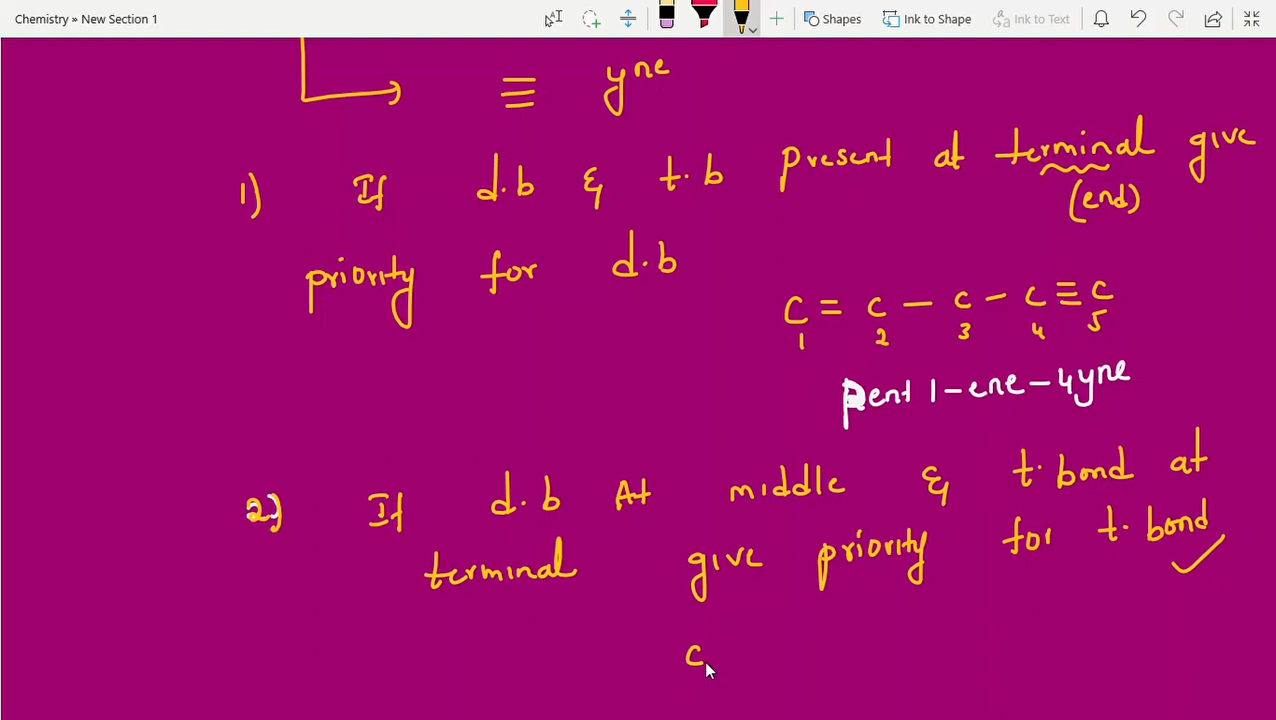 Chemistry » New Section 1
Shapes
Ink to Shape
Ink to Text
≡ yne
1) If d.b & t.b present at terminal give
(end)
priority for d.b
C = C – C – C ≡ C
1 2 3 4 5
Pent 1-ene-4yne
2) If d.b At middle & t.bond at
terminal give priority for t.bond ✓
C